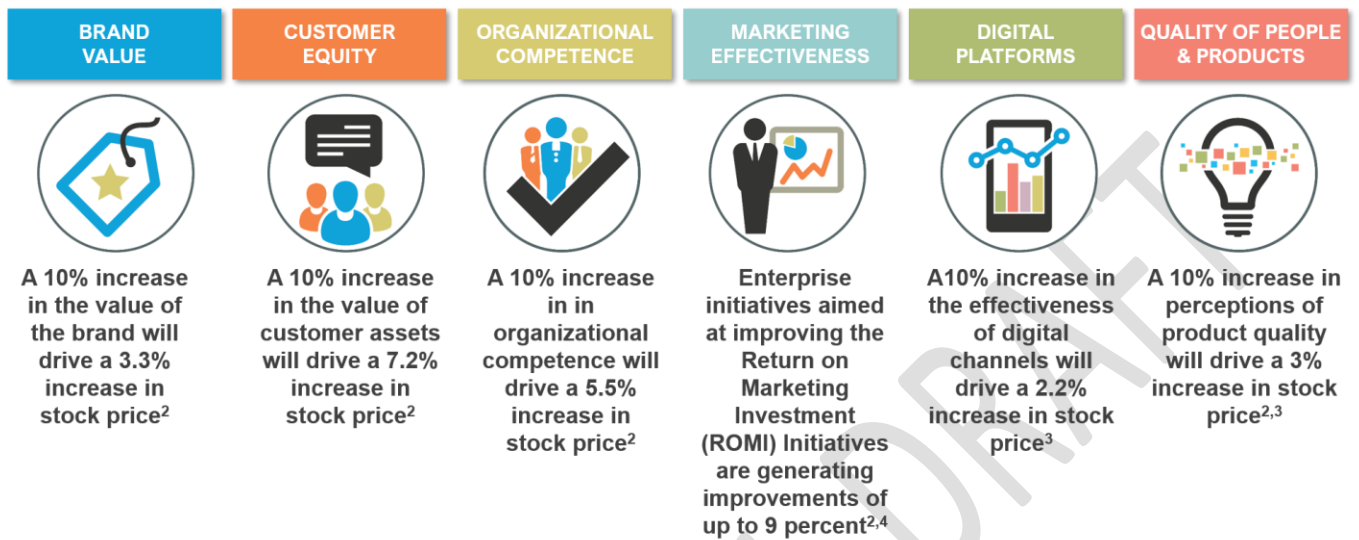 BRAND
VALUE
CUSTOMER
EQUITY
ORGANIZATIONAL
COMPETENCE
MARKETING
EFFECTIVENESS
DIGITAL
PLATFORMS
QUALITY OF PEOPLE
& PRODUCTS
A 10% increase
in the value of
the brand will
drive a 3.3%
increase in
stock price²
A 10% increase
in the value of
customer assets
will drive a 7.2%
increase in
stock price²
A 10% increase
in in
organizational
competence will
drive a 5.5%
increase in
stock price²
Enterprise
initiatives aimed
at improving the
Return on
Marketing
Investment
(ROMI) Initiatives
are generating
improvements of
up to 9 percent²,⁴
A10% increase in
the effectiveness
of digital
channels will
drive a 2.2%
increase in stock
price³
A 10% increase in
perceptions of
product quality
will drive a 3%
increase in stock
price²,³
DRAFT